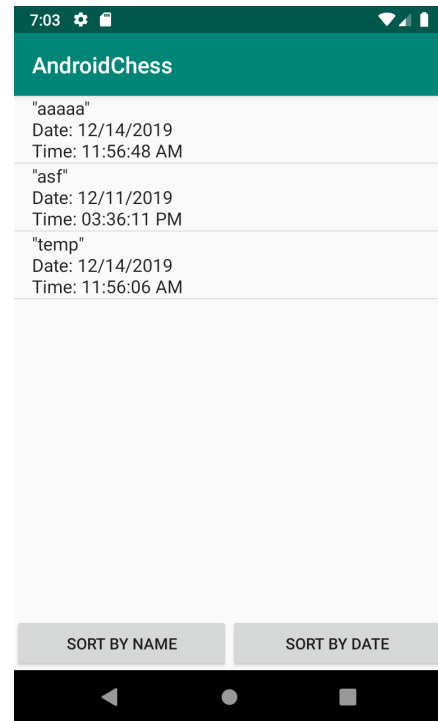 7:03
AndroidChess
"aaaaa"
Date: 12/14/2019
Time: 11:56:48 AM
"asf"
Date: 12/11/2019
Time: 03:36:11 PM
"temp"
Date: 12/14/2019
Time: 11:56:06 AM
SORT BY NAME
SORT BY DATE